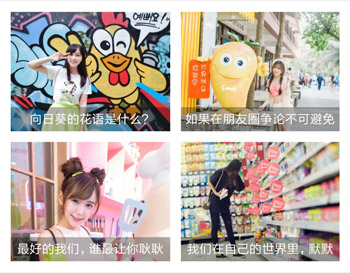 예뻐요!
向日葵的花语是什么?
如果在朋友圈争论不可避免
最好的我们，谁最让你耿耿
我们在自己的世界里，默默